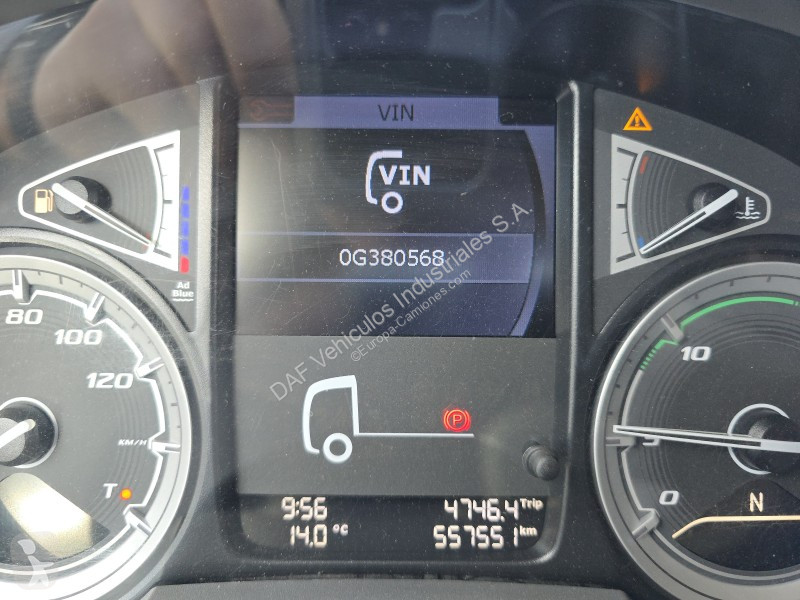 VIN
VIN
0G380568
Ad
Blue
80
100
120
KM/H
T
10
5
0
N
P
9:56
4746.4 Trip
14.0 °C
557551 km
DAF Vehiculos Industriales S.A.
©Europa-Camiones.com